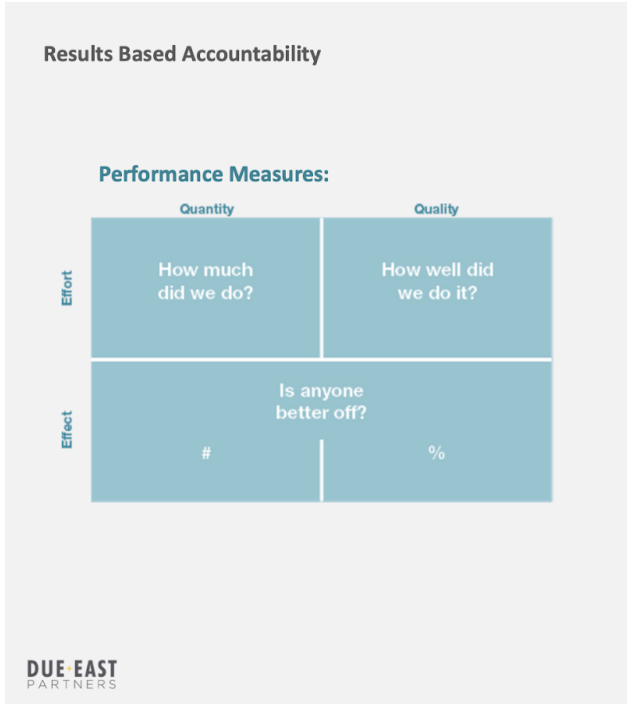 Results Based Accountability
Performance Measures:
Quantity
Quality
Effort
How much
did we do?
How well did
we do it?
Effect
Is anyone
better off?
#
%
DUE EAST
PARTNERS